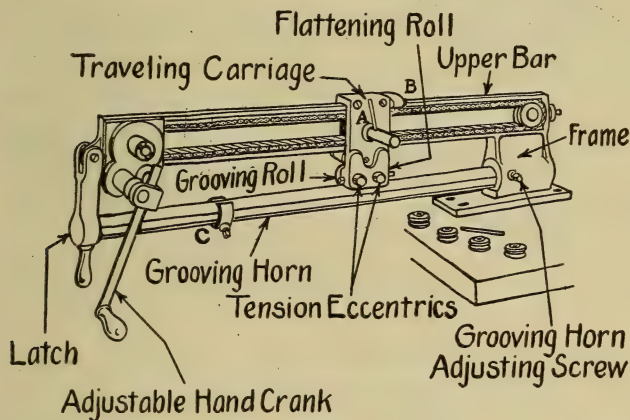 Flattening Roll
Traveling Carriage
B
Upper Bar
A
Frame
Grooving Roll
C
Grooving Horn
Tension Eccentrics
Latch
Grooving Horn
Adjusting Screw
Adjustable Hand Crank